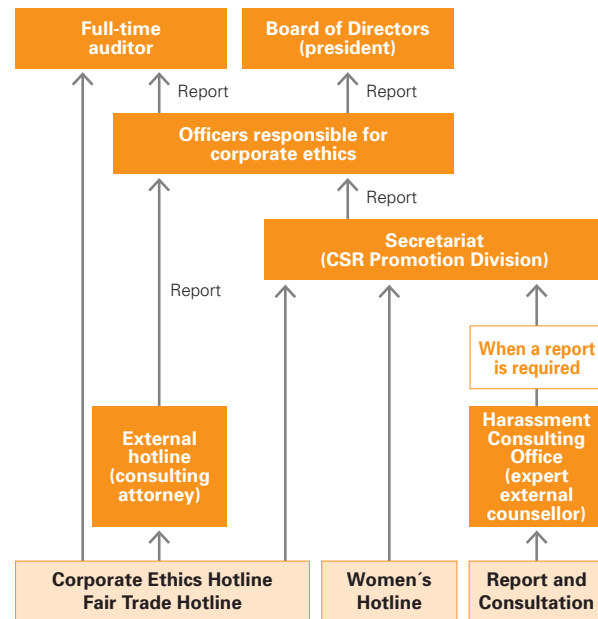 Full-time
auditor
Board of Directors
(president)
Report
Report
Officers responsible for
corporate ethics
Report
Secretariat
(CSR Promotion Division)
Report
When a report
is required
External
hotline
(consulting
attorney)
Harassment
Consulting
Office
(expert
external
counsellor)
Corporate Ethics Hotline
Fair Trade Hotline
Women´s
Hotline
Report and
Consultation